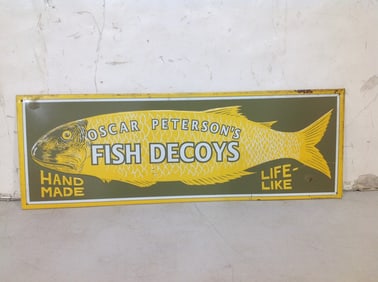 OSCAR PETERSON'S
FISH DECOYS
HAND
MADE
LIFE-
LIKE